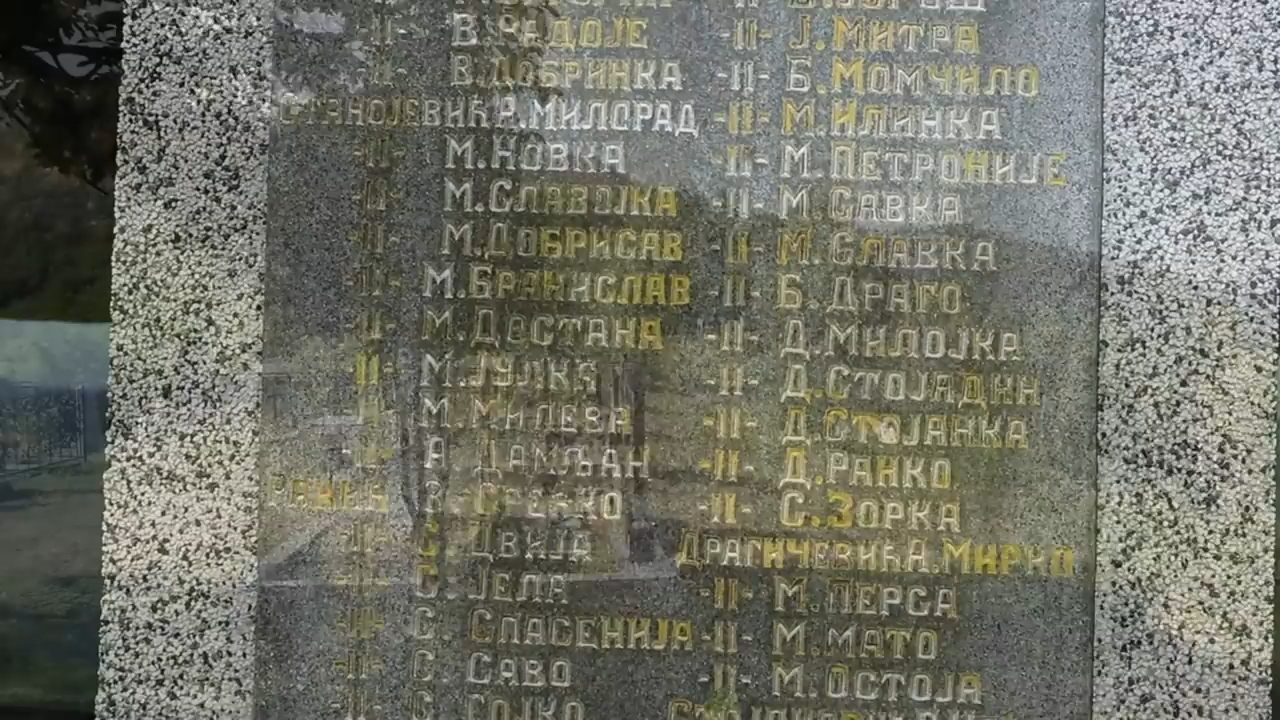 -II- В. РАДОЈЕ -II- Ј. МИТРА
-II- В. ДОБРИНКА -II- Б. МОМЧИЛО
СТАНОЈЕВИЋ А. МИЛОРАД -II- М. ИЛИНКА
-II- М. НОВКА -II- М. ПЕТРОНИЈЕ
-II- М. СЛАВОЈКА -II- М. САВКА
-II- М. ДОБРИСАВ -II- М. СЛАВКА
-II- М. БРАНИСЛАВ -II- Б. ДРАГО
-II- М. ДОСТАНА -II- Д. МИЛОЈКА
-II- М. ЈУЛКА -II- Д. СТОЈАДИН
-II- М. МИЛЕВА -II- Д. СТОЈАНКА
-II- А. ДАМЉАН -II- Д. РАНКО
-II- С. ЗОРКА
-II- С. ЦВИЈА ДРАГИЧЕВИЋ А. МИРКО
-II- С. ЈЕЛА -II- М. ПЕРСА
-II- С. СПАСЕНИЈА -II- М. МАТО
-II- С. САВО -II- М. ОСТОЈА
-II- С. ГОЈКО